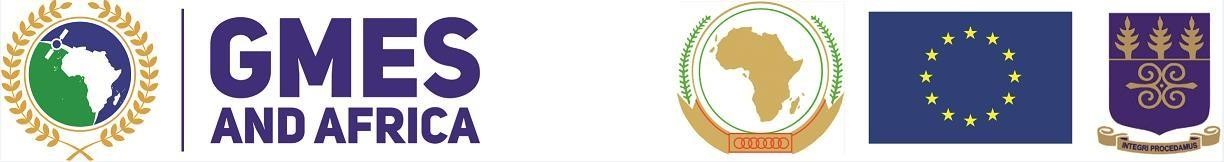 GMES
AND AFRICA
INTEGRI PROCEDAMUS